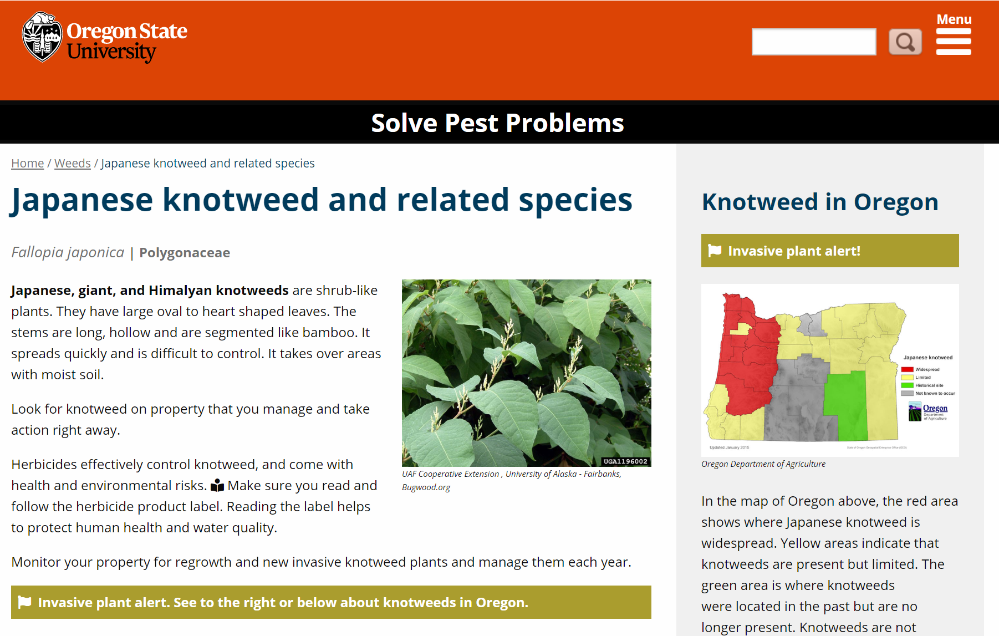 Oregon State
University
Menu
Solve Pest Problems
Home / Weeds / Japanese knotweed and related species
Japanese knotweed and related species
Fallopia japonica | Polygonaceae
Japanese, giant, and Himalyan knotweeds are shrub-like
plants. They have large oval to heart shaped leaves. The
stems are long, hollow and are segmented like bamboo. It
spreads quickly and is difficult to control. It takes over areas
with moist soil.
Look for knotweed on property that you manage and take
action right away.
Herbicides effectively control knotweed, and come with
health and environmental risks. Make sure you read and
follow the herbicide product label. Reading the label helps
to protect human health and water quality.
UGA1196002
UAF Cooperative Extension , University of Alaska - Fairbanks,
Bugwood.org
Monitor your property for regrowth and new invasive knotweed plants and manage them each year.
Invasive plant alert. See to the right or below about knotweeds in Oregon.
Knotweed in Oregon
Invasive plant alert!
Japanese knotweed
Widespread
Limited
Historical site
Not known to occur
Oregon
Department
of Agriculture
Updated January 2015
State of Oregon Geospatial Enterprise Office (GEO)
Oregon Department of Agriculture
In the map of Oregon above, the red area
shows where Japanese knotweed is
widespread. Yellow areas indicate that
knotweeds are present but limited. The
green area is where knotweeds
were located in the past but are no
longer present. Knotweeds are not